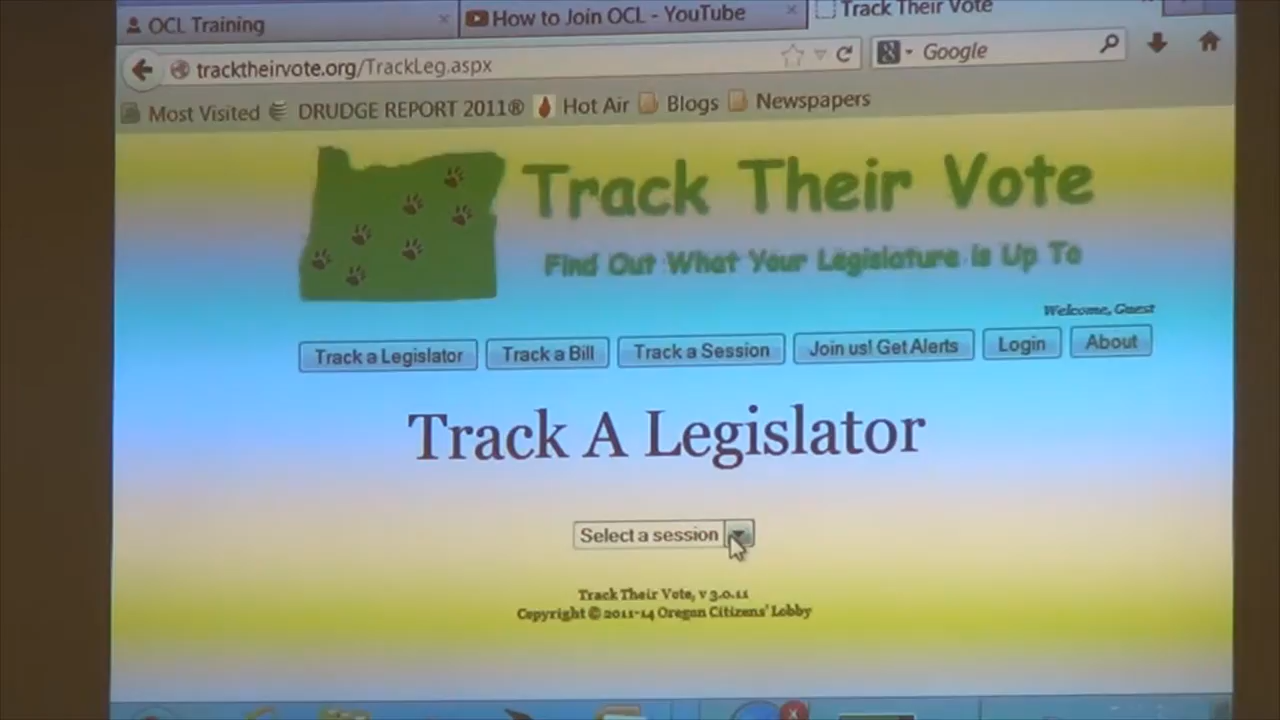 OCL Training
How to Join OCL - YouTube
Track Their Vote
tracktheirvote.org/TrackLeg.aspx
Google
Most Visited
DRUDGE REPORT 2011®
Hot Air
Blogs
Newspapers
Track Their Vote
Find Out What Your Legislature is Up To
Welcome, Guest
Track a Legislator
Track a Bill
Track a Session
Join us! Get Alerts
Login
About
Track A Legislator
Select a session
Track Their Vote, v 3.0.11
Copyright © 2011-14 Oregon Citizens' Lobby